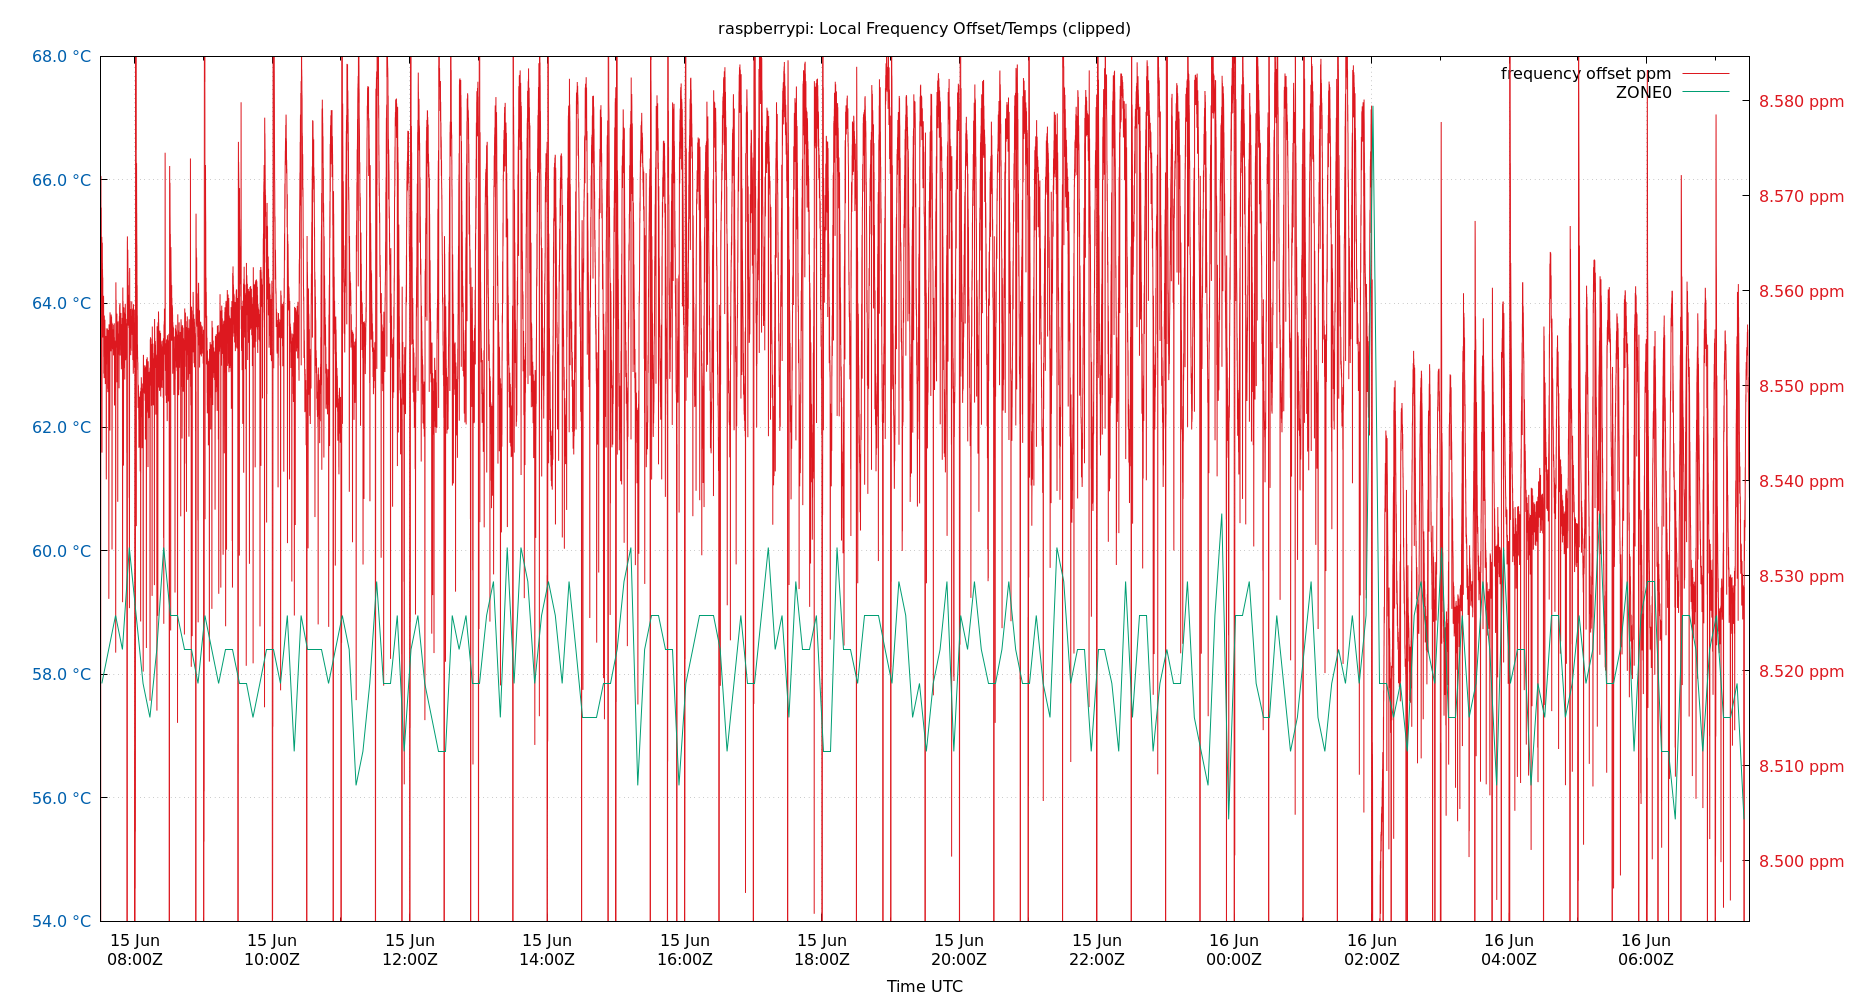 raspberrypi: Local Frequency Offset/Temps (clipped)
68.0 °C
66.0 °C
64.0 °C
62.0 °C
60.0 °C
58.0 °C
56.0 °C
54.0 °C
frequency offset ppm
ZONE0
8.580 ppm
8.570 ppm
8.560 ppm
8.550 ppm
8.540 ppm
8.530 ppm
8.520 ppm
8.510 ppm
8.500 ppm
15 Jun 15 Jun 15 Jun 15 Jun 15 Jun 15 Jun 15 Jun 15 Jun 16 Jun 16 Jun 16 Jun 16 Jun
08:00Z 10:00Z 12:00Z 14:00Z 16:00Z 18:00Z 20:00Z 22:00Z 00:00Z 02:00Z 04:00Z 06:00Z
Time UTC